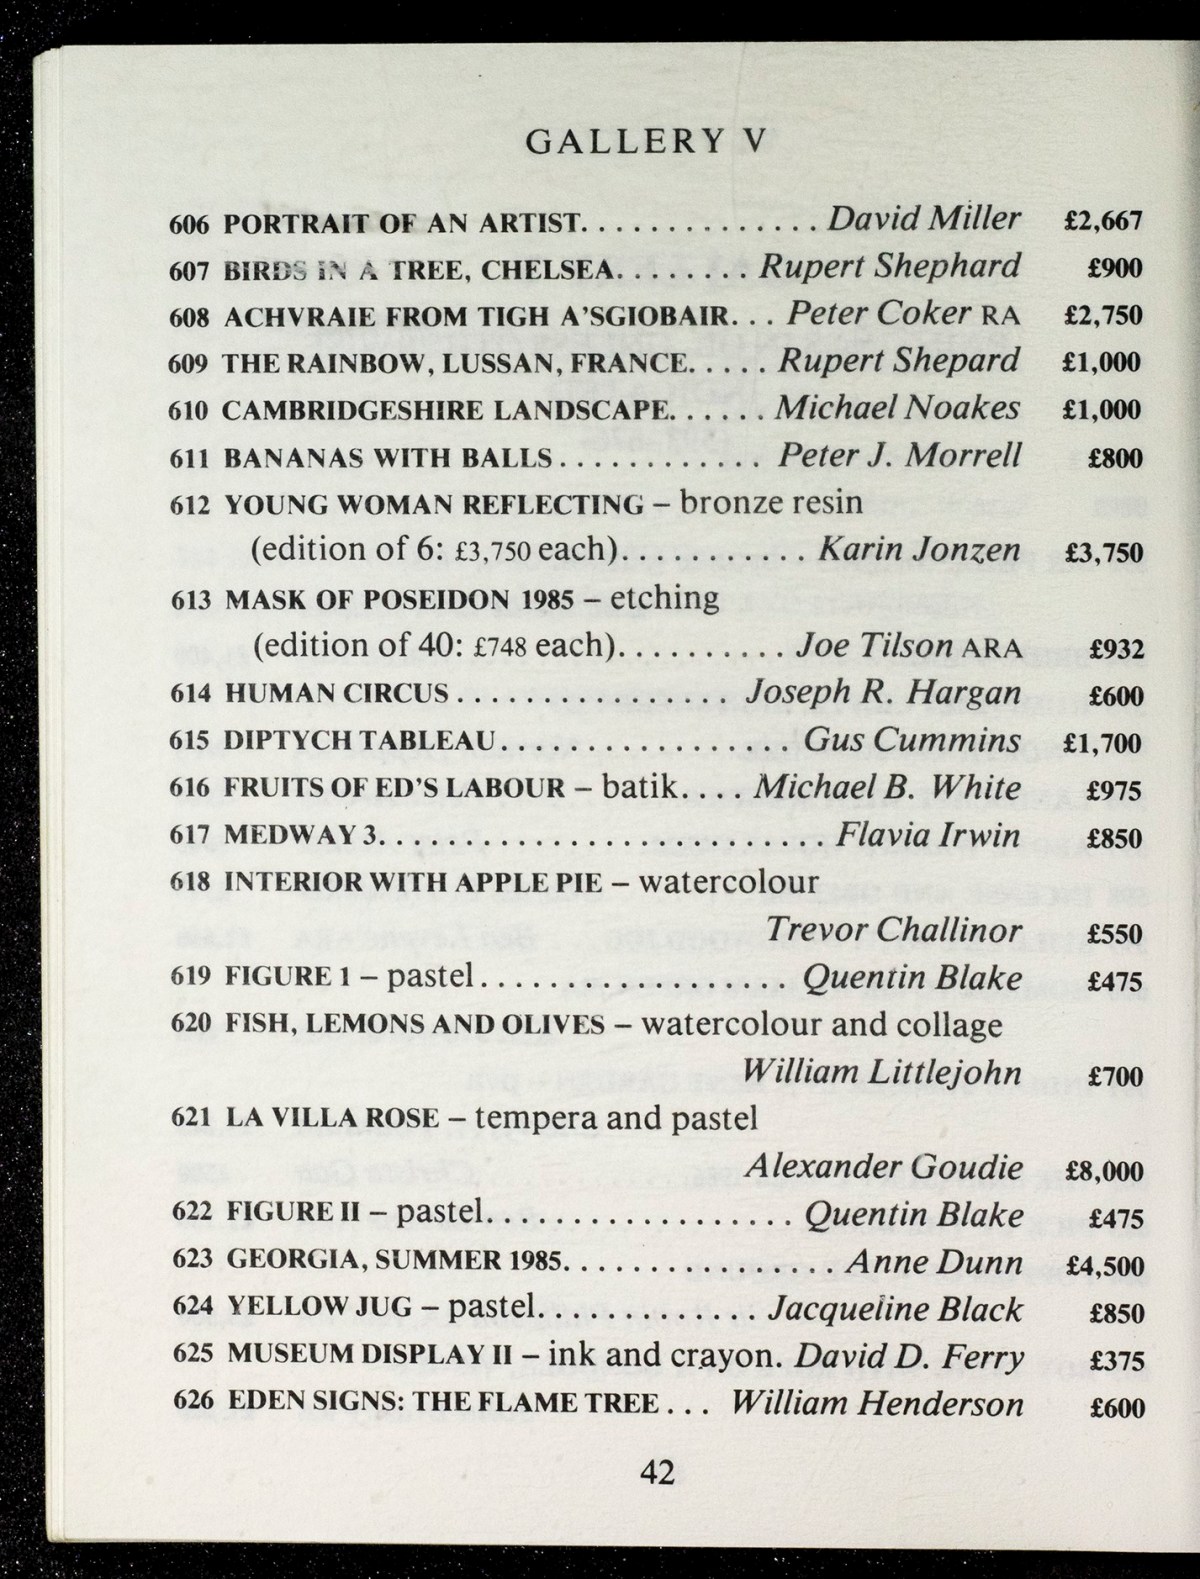 GALLERY V
606 PORTRAIT OF AN ARTIST. . . . . . . . . . . . . . David Miller £2,667
607 BIRDS IN A TREE, CHELSEA. . . . . . . . Rupert Shephard £900
608 ACHVRAIE FROM TIGH A'SGIOBAIR. . . Peter Coker RA £2,750
609 THE RAINBOW, LUSSAN, FRANCE. . . . . Rupert Shepard £1,000
610 CAMBRIDGESHIRE LANDSCAPE. . . . . . Michael Noakes £1,000
611 BANANAS WITH BALLS . . . . . . . . . . . . Peter J. Morrell £800
612 YOUNG WOMAN REFLECTING – bronze resin
(edition of 6: £3,750 each). . . . . . . . . . . Karin Jonzen £3,750
613 MASK OF POSEIDON 1985 – etching
(edition of 40: £748 each). . . . . . . . . . Joe Tilson ARA £932
614 HUMAN CIRCUS . . . . . . . . . . . . . . . . Joseph R. Hargan £600
615 DIPTYCH TABLEAU. . . . . . . . . . . . . . . . . Gus Cummins £1,700
616 FRUITS OF ED'S LABOUR – batik. . . . Michael B. White £975
617 MEDWAY 3. . . . . . . . . . . . . . . . . . . . . . . . . . Flavia Irwin £850
618 INTERIOR WITH APPLE PIE – watercolour
Trevor Challinor £550
619 FIGURE 1 – pastel. . . . . . . . . . . . . . . . . . Quentin Blake £475
620 FISH, LEMONS AND OLIVES – watercolour and collage
William Littlejohn £700
621 LA VILLA ROSE – tempera and pastel
Alexander Goudie £8,000
622 FIGURE II – pastel. . . . . . . . . . . . . . . . . . Quentin Blake £475
623 GEORGIA, SUMMER 1985. . . . . . . . . . . . . . . . Anne Dunn £4,500
624 YELLOW JUG – pastel. . . . . . . . . . . . . Jacqueline Black £850
625 MUSEUM DISPLAY II – ink and crayon. David D. Ferry £375
626 EDEN SIGNS: THE FLAME TREE . . . William Henderson £600
42